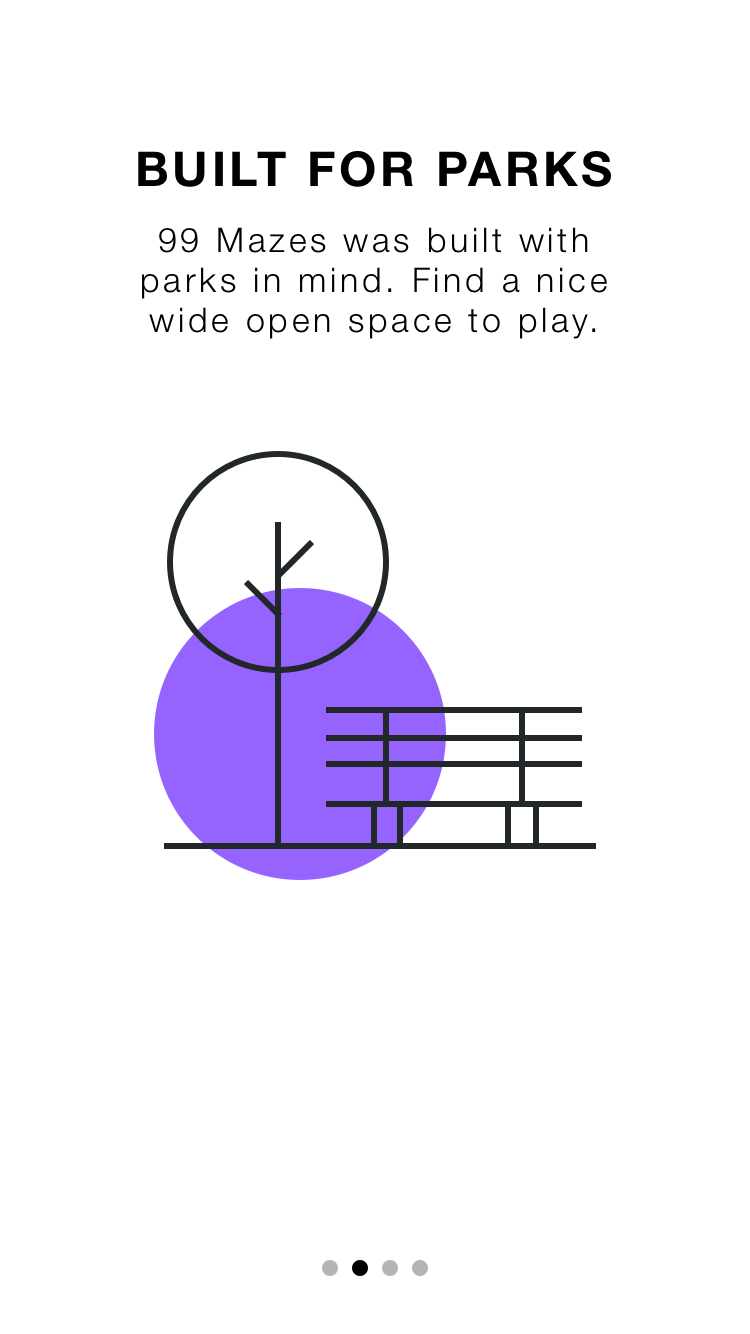 BUILT FOR PARKS
99 Mazes was built with
parks in mind. Find a nice
wide open space to play.